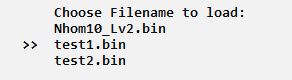 Choose Filename to load:
Nhom10_Lv2.bin
>> test1.bin
test2.bin